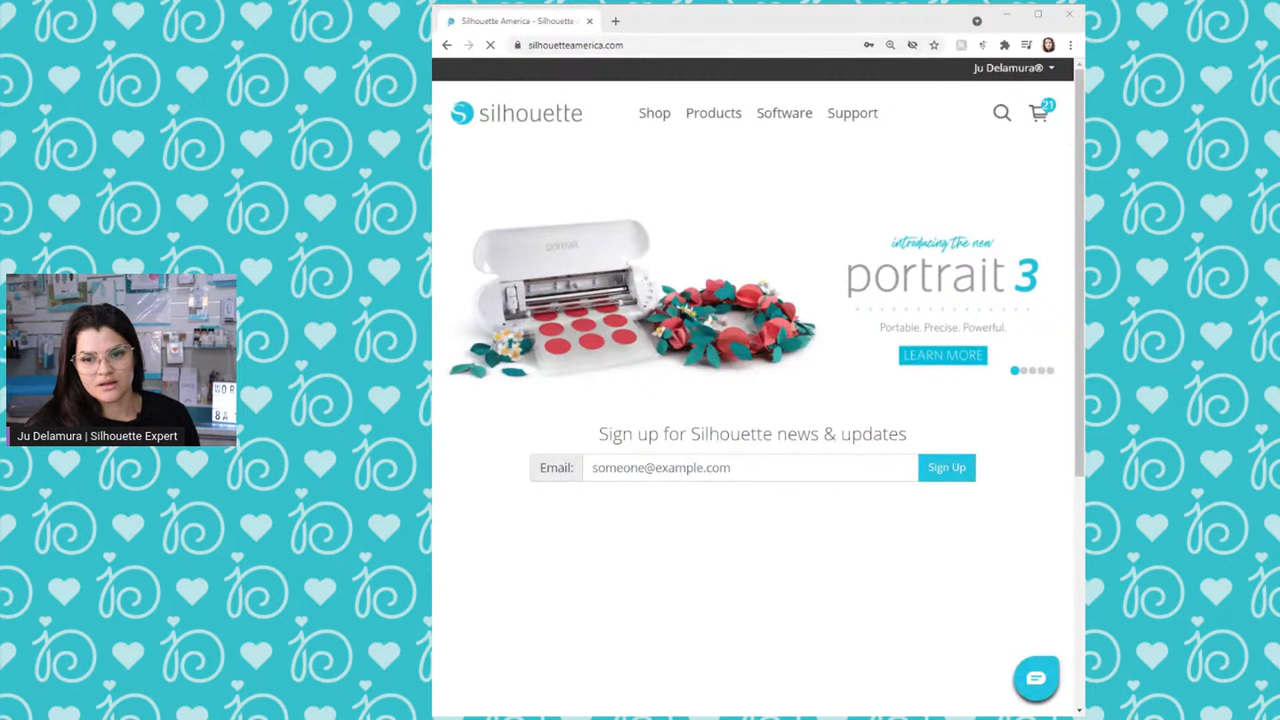 Silhouette America - Silhouette
silhouetteamerica.com
Ju Delamura®
silhouette
Shop
Products
Software
Support
21
portrait
introducing the new
portrait 3
Portable. Precise. Powerful.
LEARN MORE
Sign up for Silhouette news & updates
Email:
someone@example.com
Sign Up
WOR
8A
Ju Delamura | Silhouette Expert